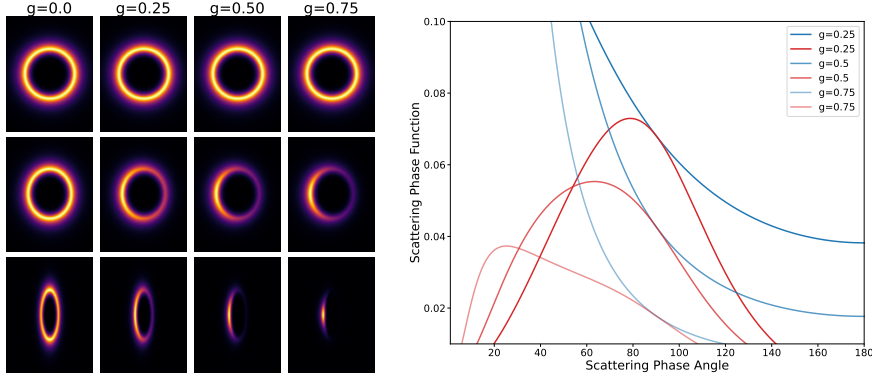 g=0.0 g=0.25 g=0.50 g=0.75
Scattering Phase Function
0.10
0.08
0.06
0.04
0.02
g=0.25
g=0.25
g=0.5
g=0.5
g=0.75
g=0.75
20 40 60 80 100 120 140 160 180
Scattering Phase Angle